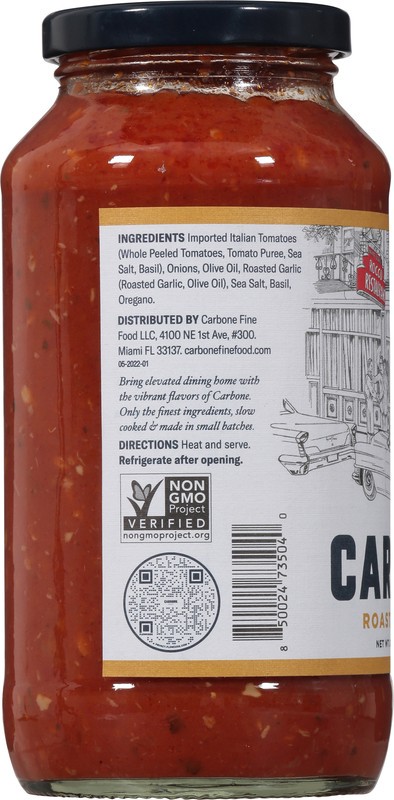 INGREDIENTS Imported Italian Tomatoes
(Whole Peeled Tomatoes, Tomato Puree, Sea
Salt, Basil), Onions, Olive Oil, Roasted Garlic
(Roasted Garlic, Olive Oil), Sea Salt, Basil,
Oregano.
DISTRIBUTED BY Carbone Fine
Food LLC, 4100 NE 1st Ave, #300.
Miami FL 33137. carbonefinefood.com
05-2022-01
Bring elevated dining home with
the vibrant flavors of Carbone.
Only the finest ingredients, slow
cooked & made in small batches.
DIRECTIONS Heat and serve.
Refrigerate after opening.
NON
GMO
Project
VERIFIED
nongmoproject.org
8 50024 73504 0
ROCCO
CAR
ROAST
NET WT